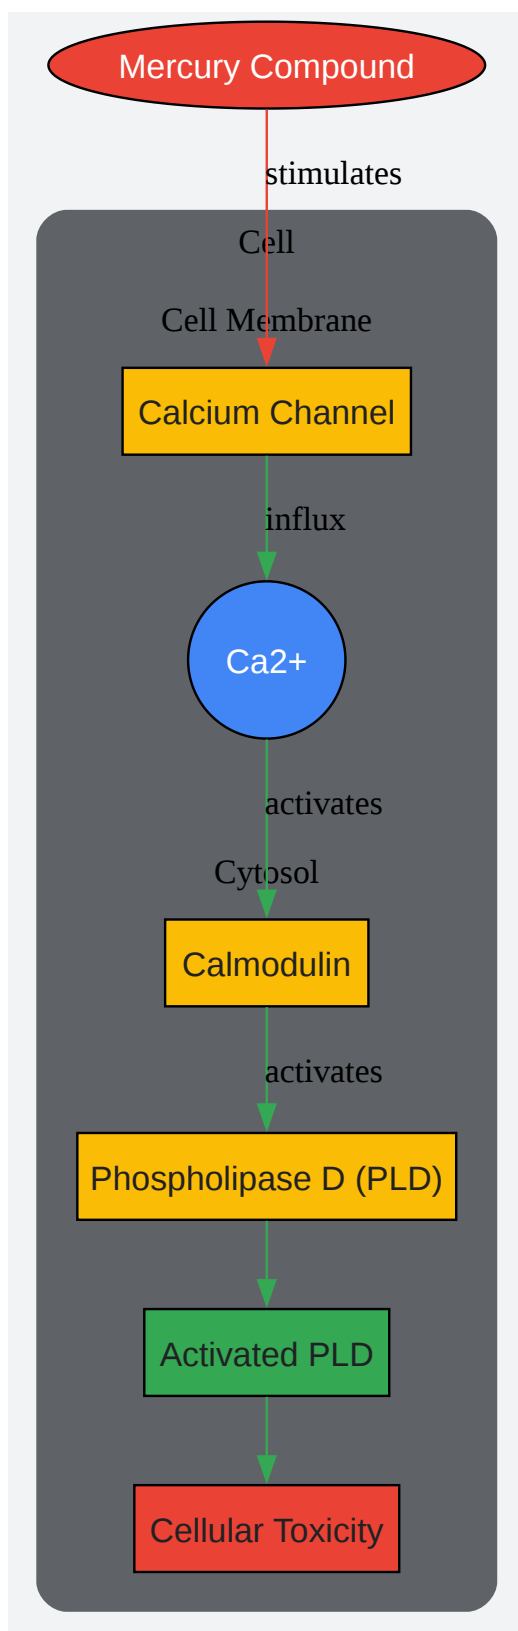 Mercury Compound
stimulates
Cell
Cell Membrane
Calcium Channel
influx
Ca2+
activates
Cytosol
Calmodulin
activates
Phospholipase D (PLD)
Activated PLD
Cellular Toxicity